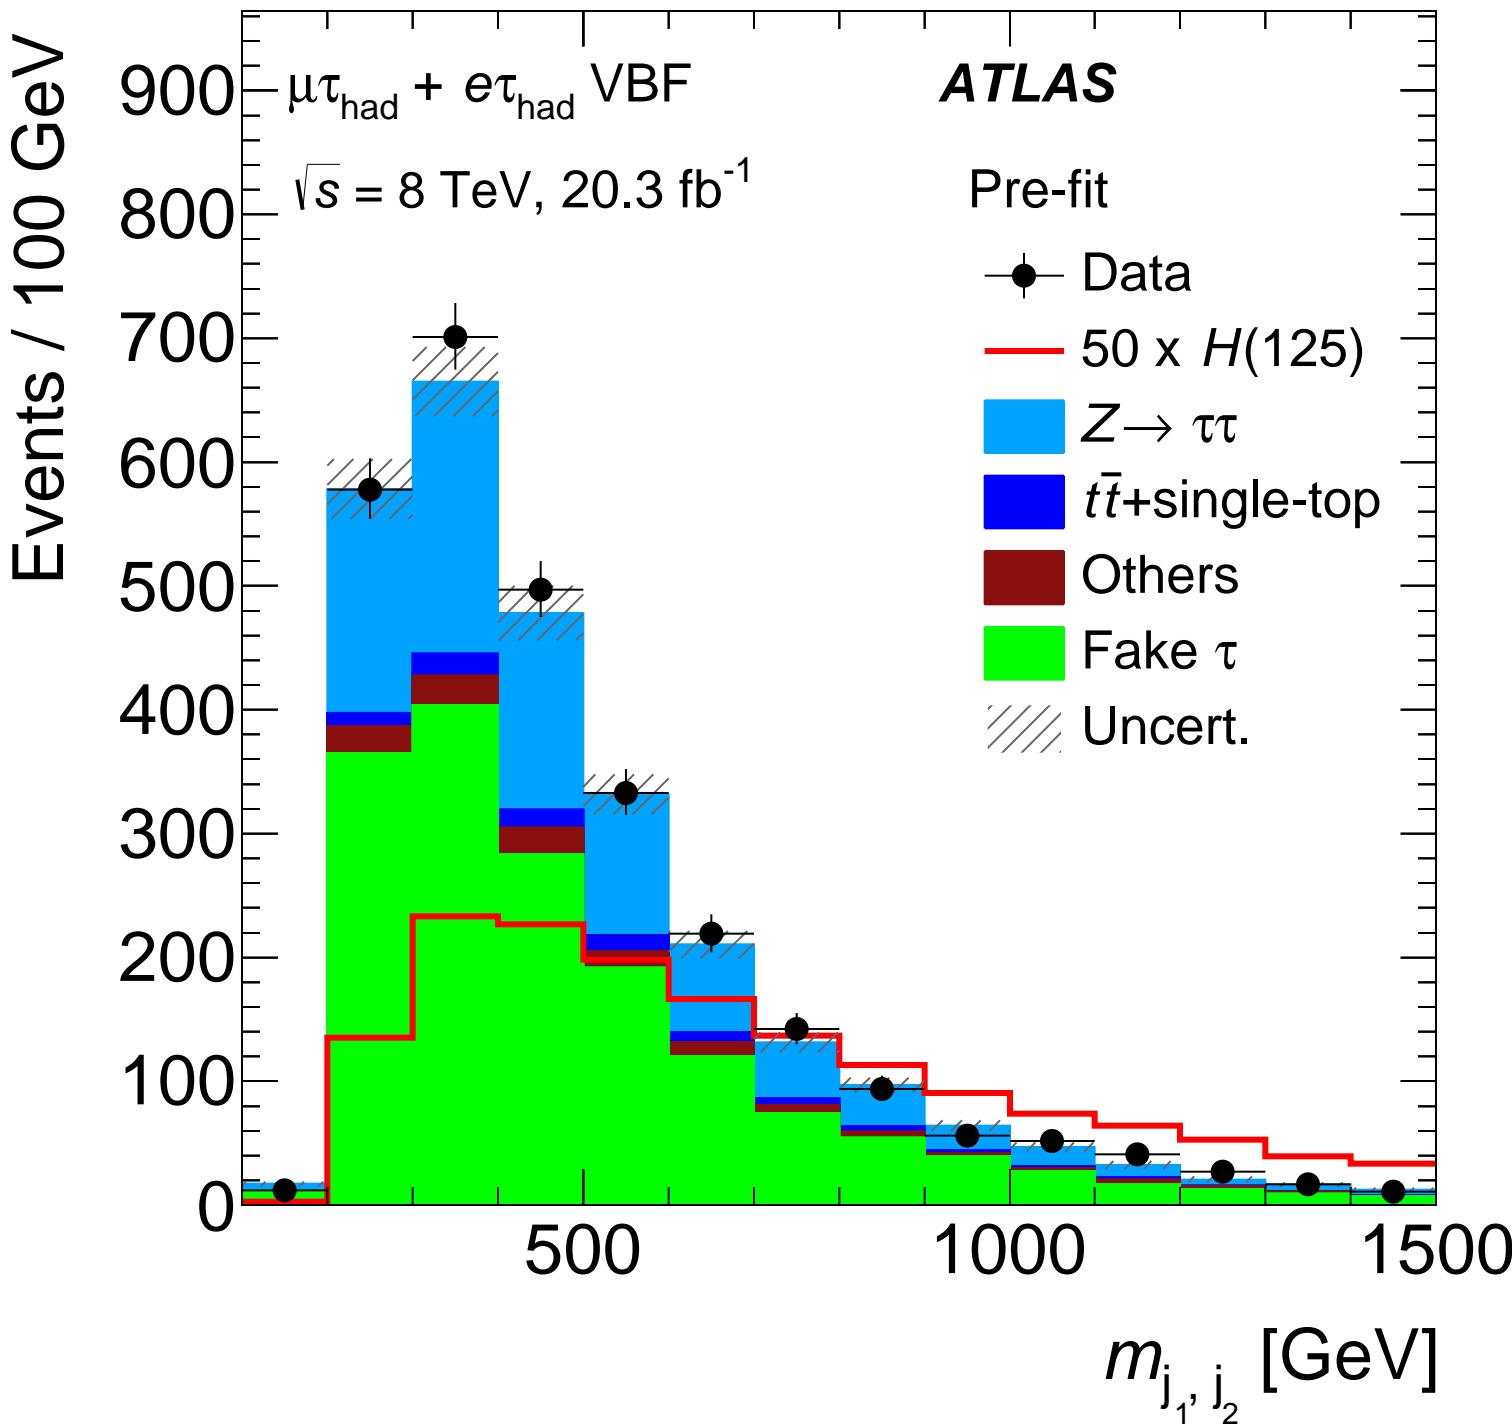 Events / 100 GeV
900
800
700
600
500
400
300
200
100
0
μτhad + eτhad VBF
ATLAS
√s = 8 TeV, 20.3 fb-1
Pre-fit
Data
50 x H(125)
Z→ ττ
tt̄+single-top
Others
Fake τ
Uncert.
500 1000 1500
mj1, j2 [GeV]